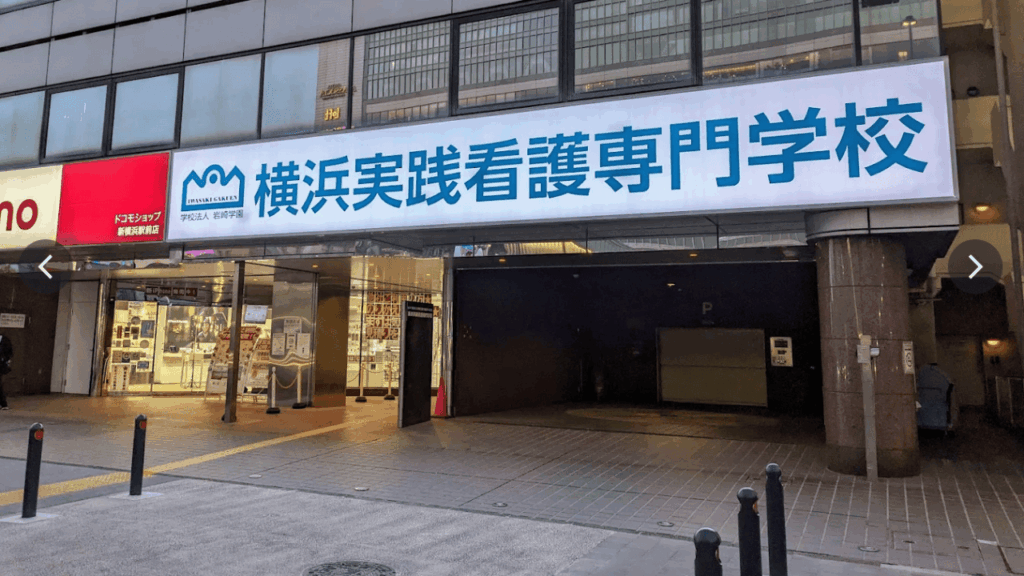 mo
ドコモショップ
新横浜駅前店
IWASAKI GAKUEN
学校法人 岩崎学園
横浜実践看護専門学校
P